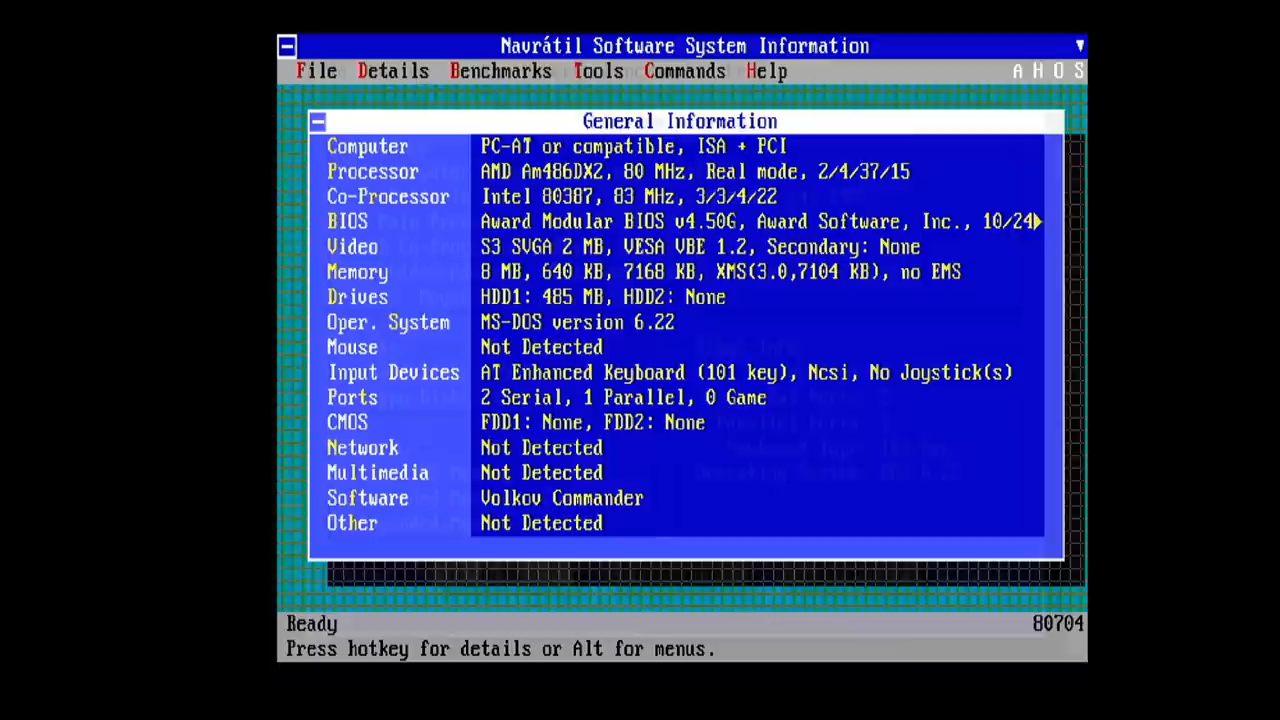 Navrátil Software System Information
File Details Benchmarks Tools Commands Help A H O S
General Information
Computer PC-AT or compatible, ISA + PCI
Processor AMD Am486DX2, 80 MHz, Real mode, 2/4/37/15
Co-Processor Intel 80387, 83 MHz, 3/3/4/22
BIOS Award Modular BIOS v4.50G, Award Software, Inc., 10/24
Video S3 SVGA 2 MB, VESA VBE 1.2, Secondary: None
Memory 8 MB, 640 KB, 7168 KB, XMS(3.0,7104 KB), no EMS
Drives HDD1: 485 MB, HDD2: None
Oper. System MS-DOS version 6.22
Mouse Not Detected
Input Devices AT Enhanced Keyboard (101 key), Ncsi, No Joystick(s)
Ports 2 Serial, 1 Parallel, 0 Game
CMOS FDD1: None, FDD2: None
Network Not Detected
Multimedia Not Detected
Software Volkov Commander
Other Not Detected
Ready 80704
Press hotkey for details or Alt for menus.